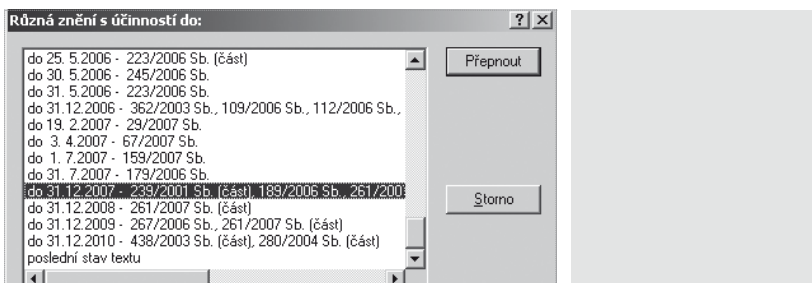 Různá znění s účinností do:
do 25. 5.2006 - 223/2006 Sb. (část)
do 30. 5.2006 - 245/2006 Sb.
do 31. 5.2006 - 223/2006 Sb.
do 31.12.2006 - 362/2003 Sb., 109/2006 Sb., 112/2006 Sb.,
do 19. 2.2007 - 29/2007 Sb.
do 3. 4.2007 - 67/2007 Sb.
do 1. 7.2007 - 159/2007 Sb.
do 31. 7.2007 - 179/2006 Sb.
do 31.12.2007 - 239/2001 Sb. (část), 189/2006 Sb., 261/200
do 31.12.2008 - 261/2007 Sb. (část)
do 31.12.2009 - 267/2006 Sb., 261/2007 Sb. (část)
do 31.12.2010 - 438/2003 Sb. (část), 280/2004 Sb. (část)
poslední stav textu
Přepnout
Storno